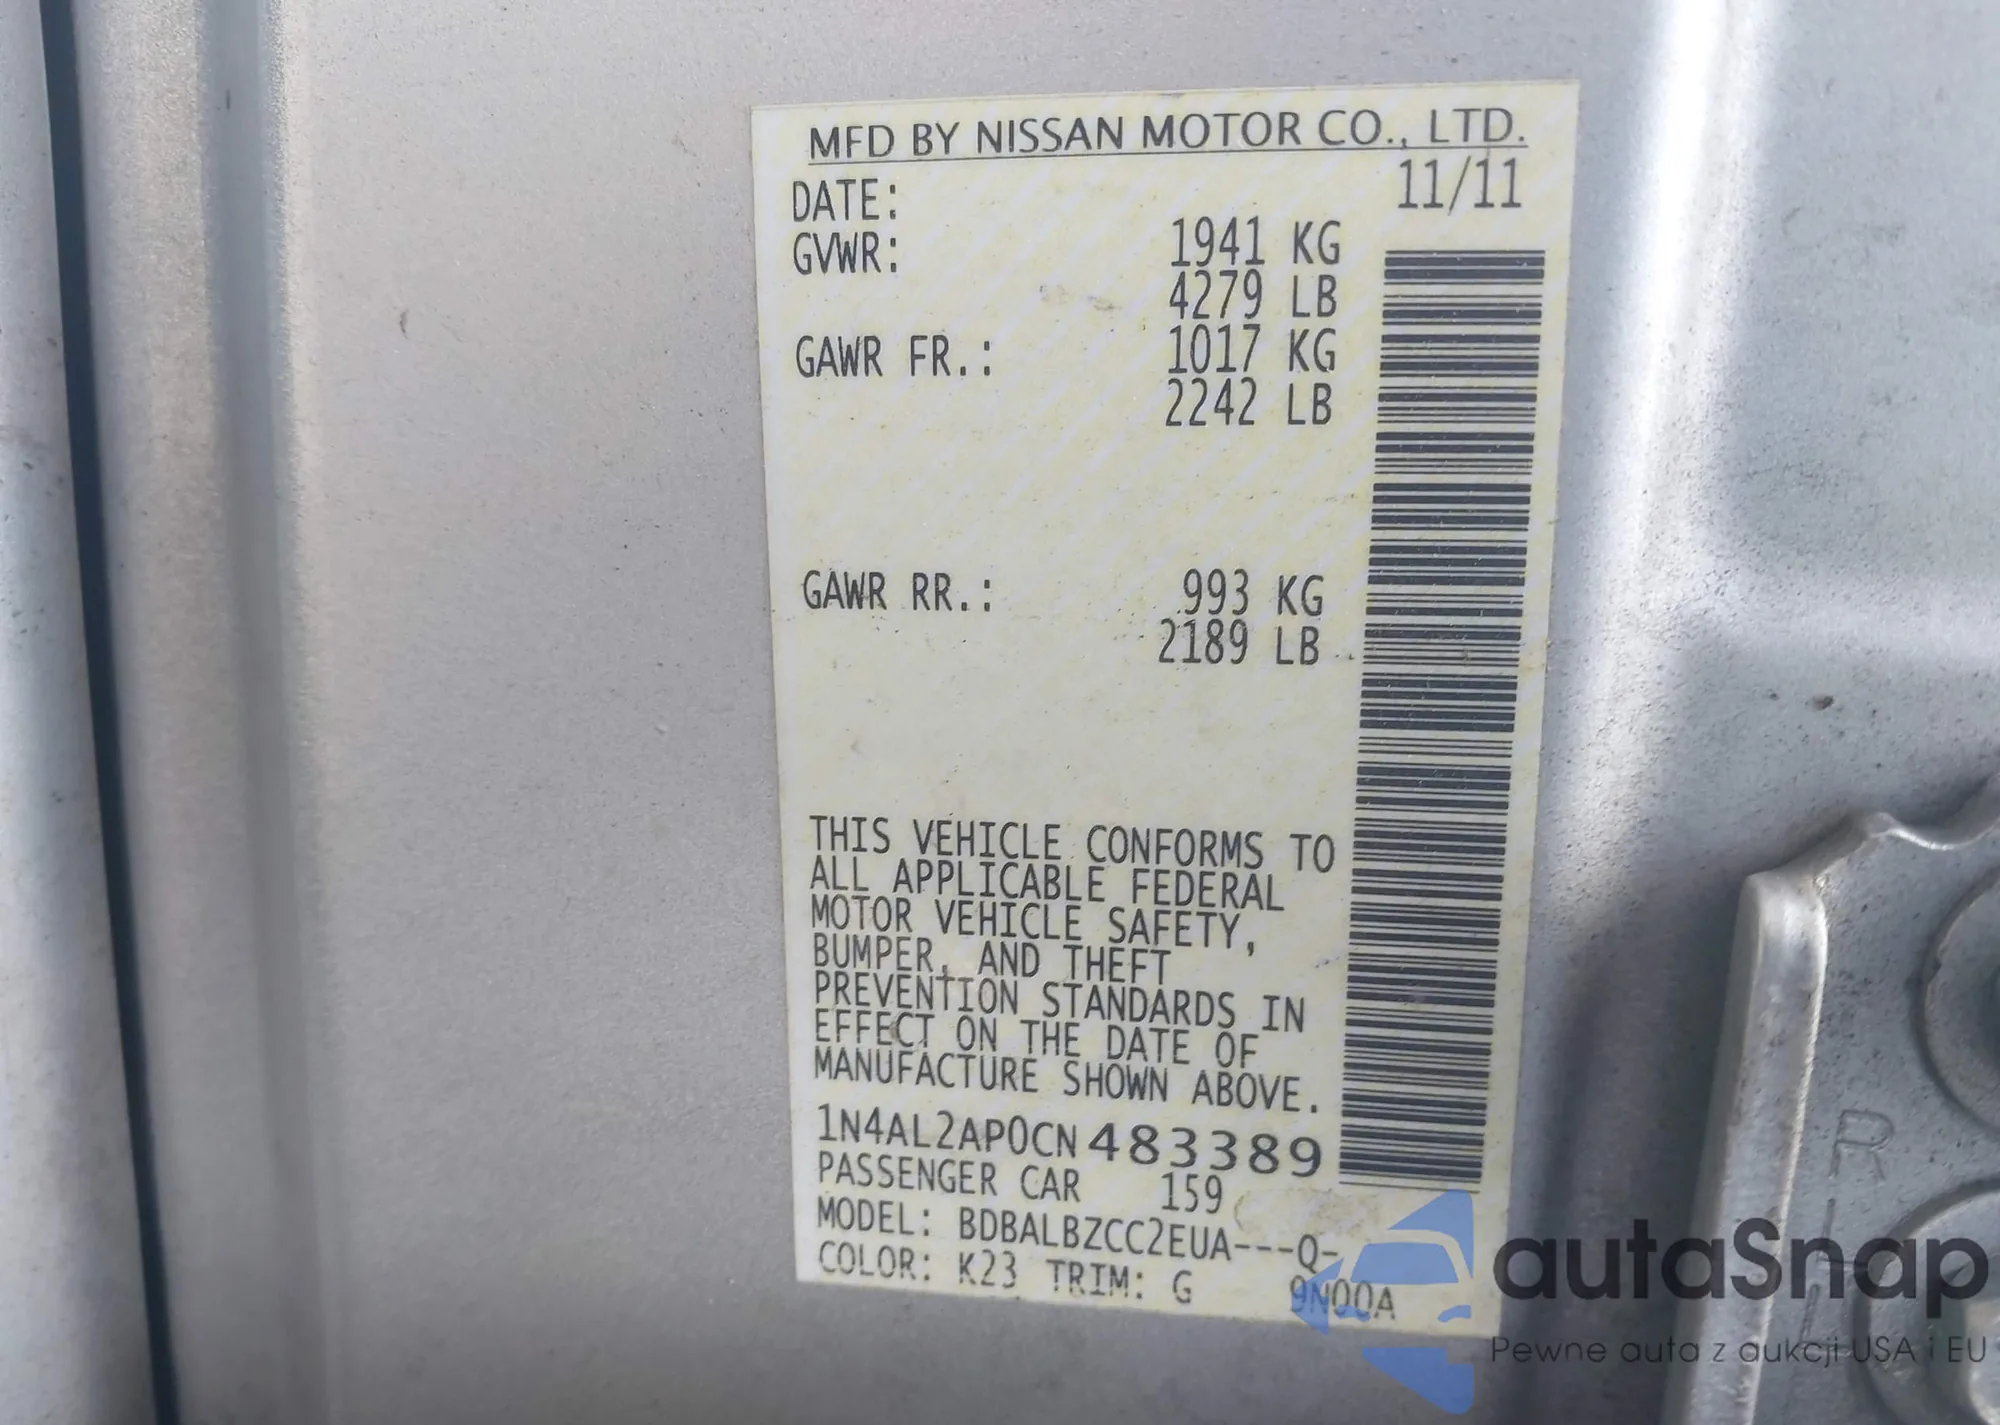 MFD BY NISSAN MOTOR CO., LTD.
DATE: 11/11
GVWR: 1941 KG
4279 LB
GAWR FR.: 1017 KG
2242 LB
GAWR RR.: 993 KG
2189 LB
THIS VEHICLE CONFORMS TO
ALL APPLICABLE FEDERAL
MOTOR VEHICLE SAFETY,
BUMPER, AND THEFT
PREVENTION STANDARDS IN
EFFECT ON THE DATE OF
MANUFACTURE SHOWN ABOVE.
1N4AL2AP0CN483389
PASSENGER CAR 159
MODEL: BDBALBZCC2EUA---Q-
COLOR: K23 TRIM: G 9N00A
autaSnap
Pewne auta z aukcji USA i EU